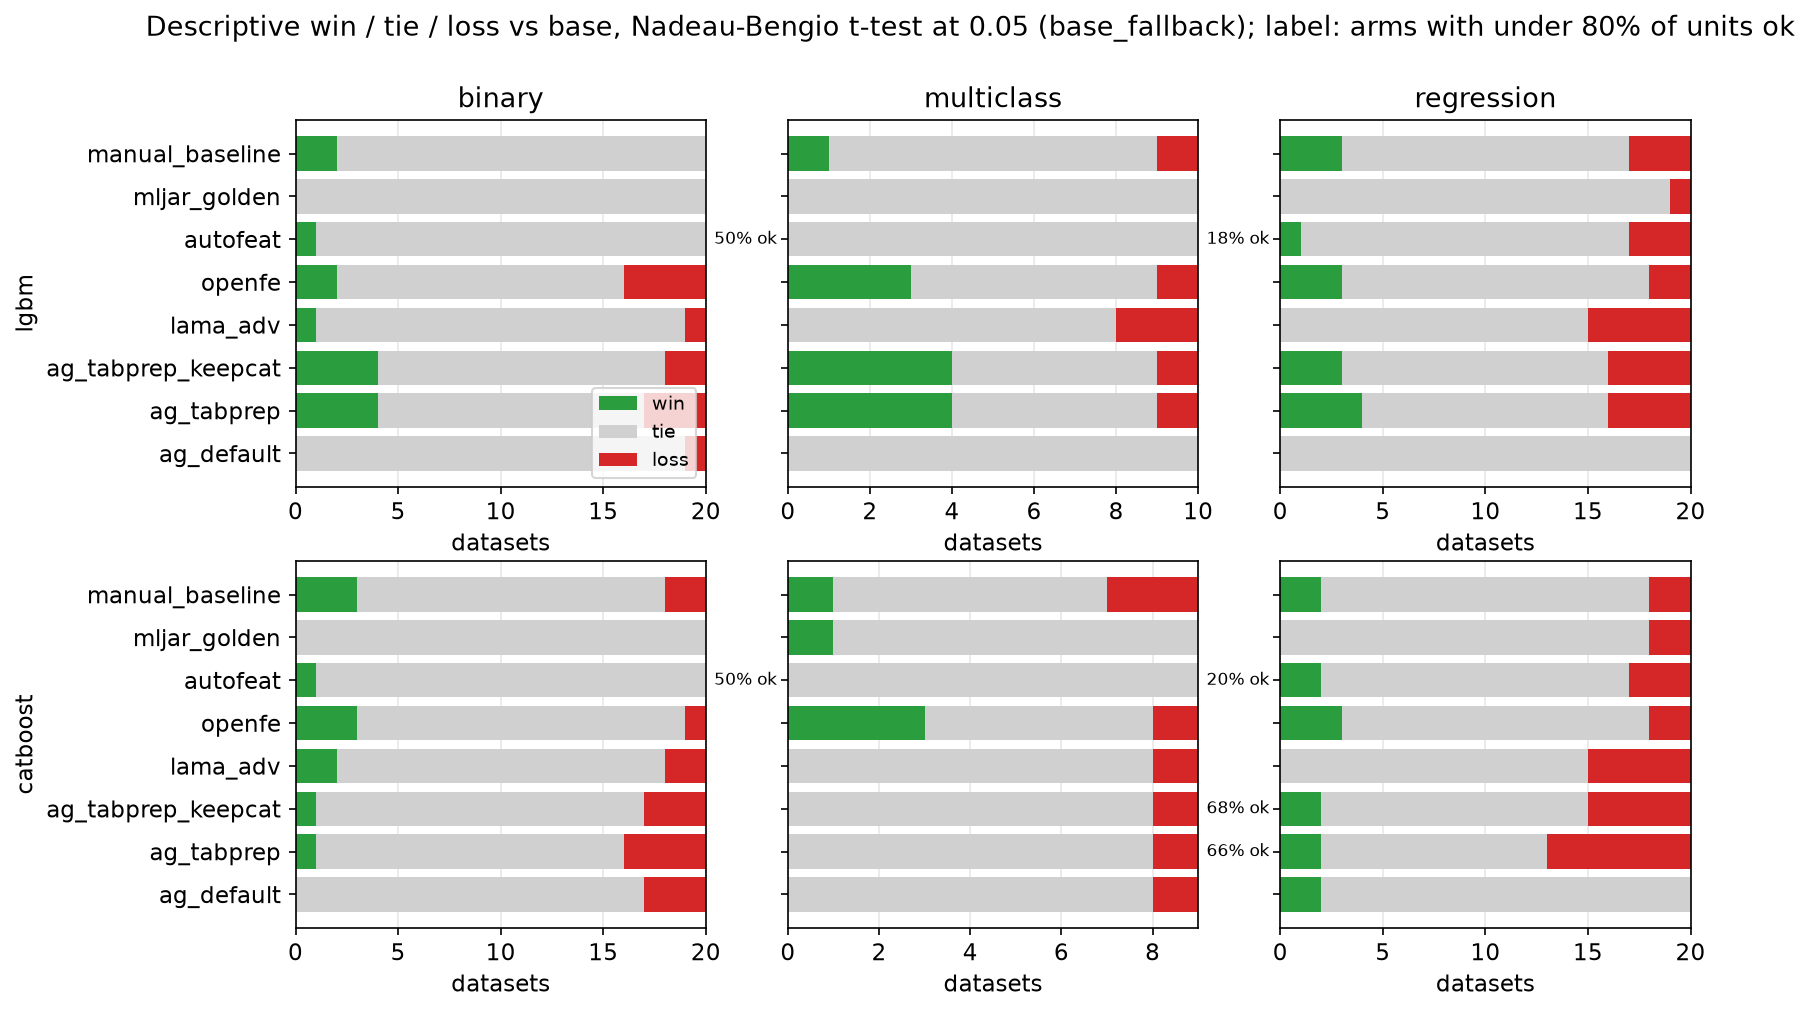 Descriptive win / tie / loss vs base, Nadeau-Bengio t-test at 0.05 (base_fallback); label: arms with under 80% of units ok
binary
multiclass
regression
lgbm
manual_baseline
mljar_golden
autofeat
openfe
lama_adv
ag_tabprep_keepcat
ag_tabprep
ag_default
50% ok
18% ok
win
tie
loss
0 5 10 15 20
0 2 4 6 8 10
0 5 10 15 20
datasets
datasets
datasets
catboost
manual_baseline
mljar_golden
autofeat
openfe
lama_adv
ag_tabprep_keepcat
ag_tabprep
ag_default
50% ok
20% ok
68% ok
66% ok
0 5 10 15 20
0 2 4 6 8
0 5 10 15 20
datasets
datasets
datasets